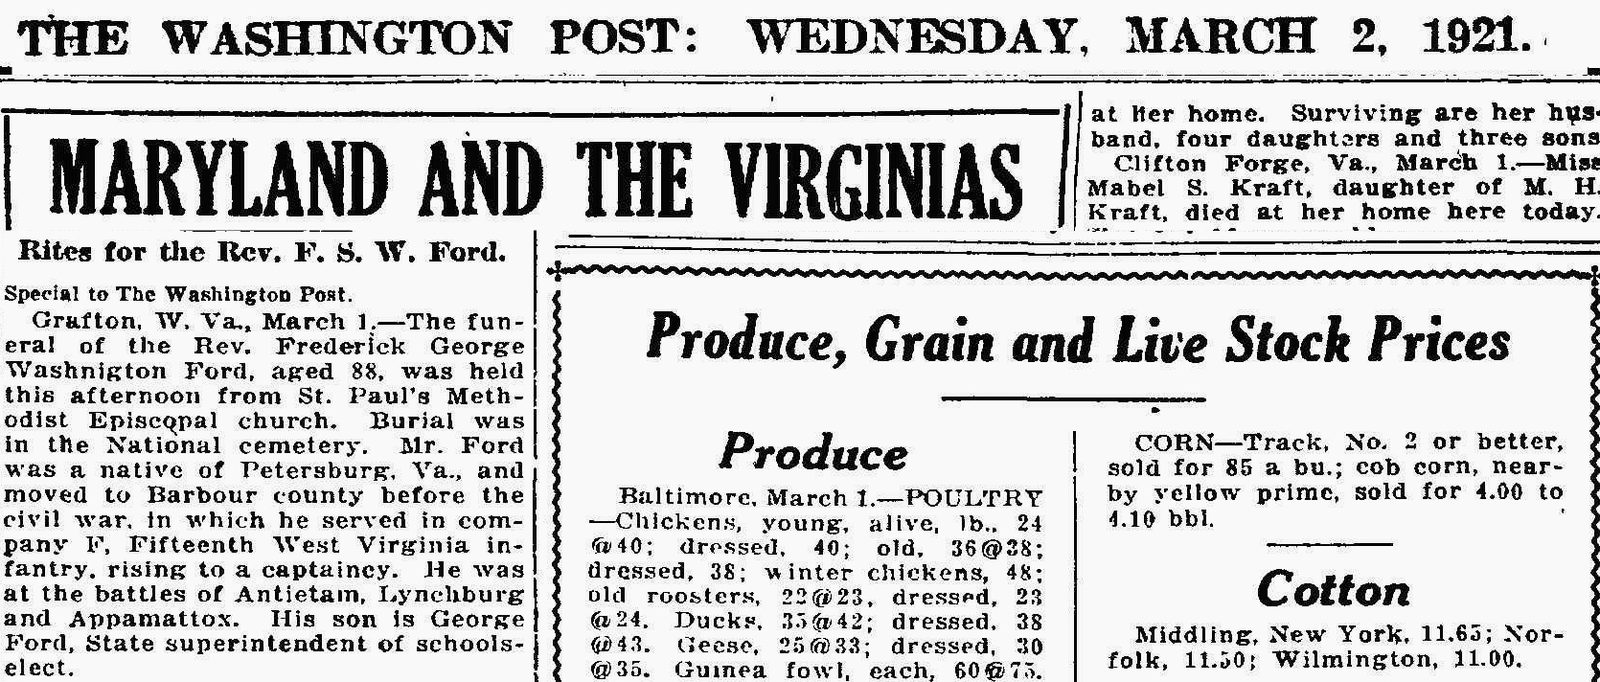 THE WASHINGTON POST: WEDNESDAY, MARCH 2, 1921.
MARYLAND AND THE VIRGINIAS
Rites for the Rev. F. S. W. Ford.
Special to The Washington Post.
Grafton, W. Va., March 1.—The fun-
eral of the Rev. Frederick George
Washnigton Ford, aged 88, was held
this afternoon from St. Paul's Meth-
odist Episcopal church. Burial was
in the National cemetery. Mr. Ford
was a native of Petersburg, Va., and
moved to Barbour county before the
civil war, in which he served in com-
pany F, Fifteenth West Virginia in-
fantry, rising to a captaincy. He was
at the battles of Antietam, Lynchburg
and Appamattox. His son is George
Ford, State superintendent of schools-
elect.
at her home. Surviving are her hus-
band, four daughters and three sons
Clifton Forge, Va., March 1.—Miss
Mabel S. Kraft, daughter of M. H.
Kraft, died at her home here today.
Produce, Grain and Live Stock Prices
Produce
Baltimore, March 1.—POULTRY
—Chickens, young, alive, lb., 24
@40; dressed, 40; old, 36@38;
dressed, 38; winter chickens, 48;
old roosters, 22@23, dressed, 23
@24. Ducks, 35@42; dressed, 38
@43. Geese, 25@33; dressed, 30
@35. Guinea fowl, each, 60@75.
CORN—Track, No. 2 or better,
sold for 85 a bu.; cob corn, near-
by yellow prime, sold for 4.00 to
4.10 bbl.
Cotton
Middling, New York, 11.65; Nor-
folk, 11.50; Wilmington, 11.00.